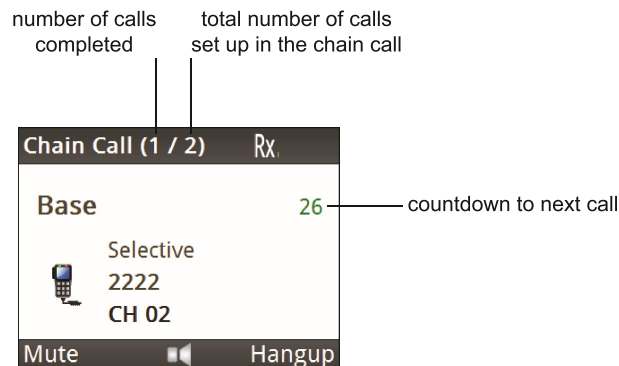 number of calls
completed
total number of calls
set up in the chain call
Chain Call (1 / 2) Rx
Base
26
countdown to next call
Selective
2222
CH 02
Mute Hangup